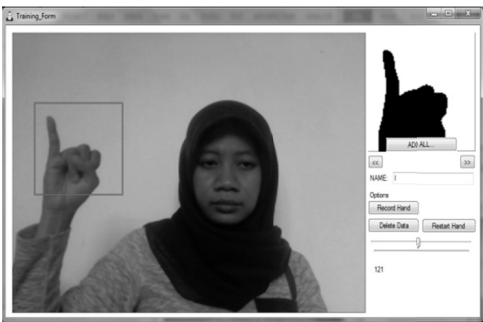 Training_Form
ADD ALL...
<<
>>
NAME: I
Options
Record Hand
Delete Data
Restart Hand
121